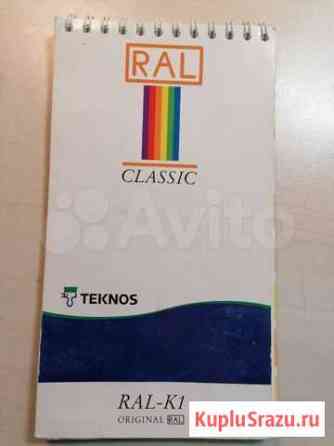 RAL
CLASSIC
Avito
TEKNOS
RAL-K1
ORIGINAL RAL
KupluSrazu.ru